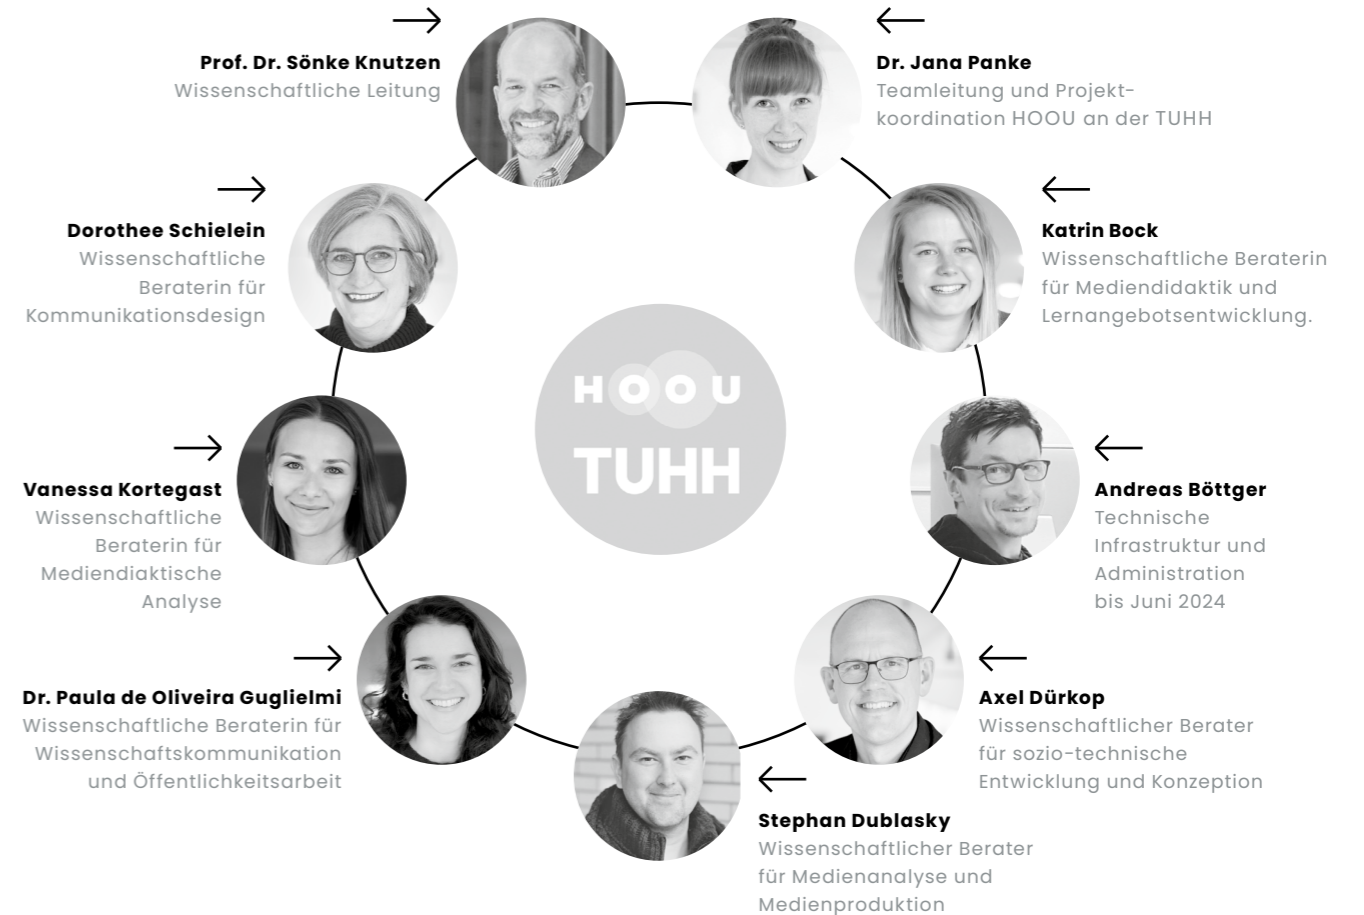 Prof. Dr. Sönke Knutzen
Wissenschaftliche Leitung
Dr. Jana Panke
Teamleitung und Projekt-
koordination HOOU an der TUHH
Dorothee Schielein
Wissenschaftliche
Beraterin für
Kommunikationsdesign
Katrin Bock
Wissenschaftliche Beraterin
für Mediendidaktik und
Lernangebotsentwicklung.
HOOU
TUHH
Vanessa Kortegast
Wissenschaftliche
Beraterin für
Mediendiaktische
Analyse
Andreas Böttger
Technische
Infrastruktur und
Administration
bis Juni 2024
Dr. Paula de Oliveira Guglielmi
Wissenschaftliche Beraterin für
Wissenschaftskommunikation
und Öffentlichkeitsarbeit
Axel Dürkop
Wissenschaftlicher Berater
für sozio-technische
Entwicklung und Konzeption
Stephan Dublasky
Wissenschaftlicher Berater
für Medienanalyse und
Medienproduktion